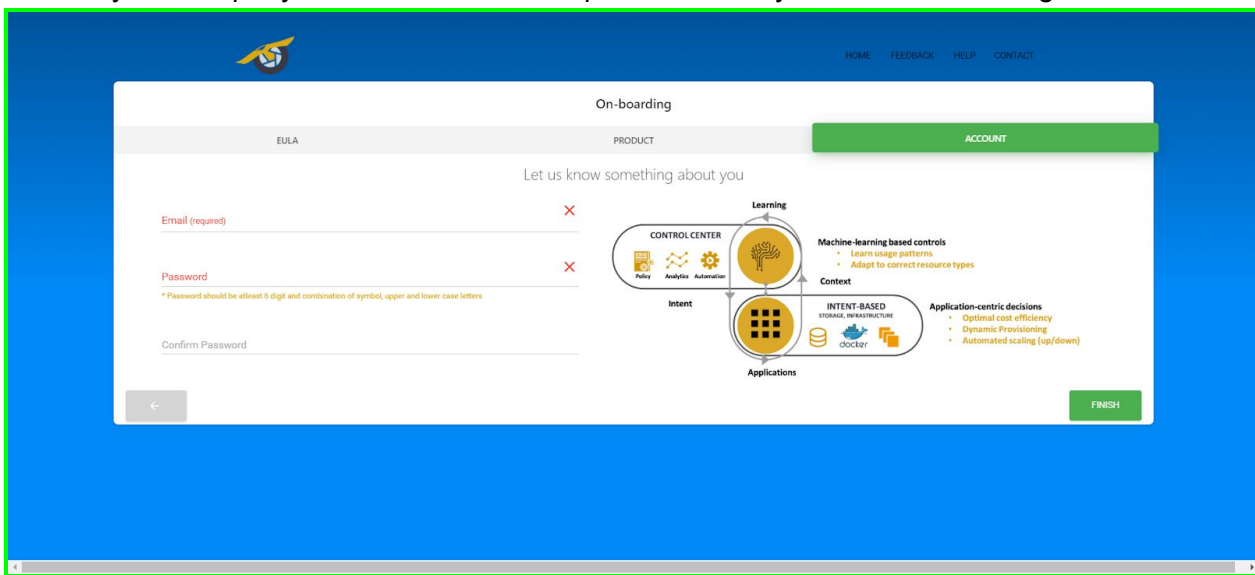 HOME FEEDBACK HELP CONTACT
On-boarding
EULA PRODUCT ACCOUNT
Let us know something about you
Email (required)
Password
* Password should be atleast 6 digit and combination of symbol, upper and lower case letters
Confirm Password
Learning
CONTROL CENTER
Policy Analytics Automation
Machine-learning based controls
• Learn usage patterns
• Adapt to correct resource types
Context
Intent
INTENT-BASED
STORAGE, INFRASTRUCTURE
docker
Application-centric decisions
• Optimal cost efficiency
• Dynamic Provisioning
• Automated scaling (up/down)
Applications
FINISH